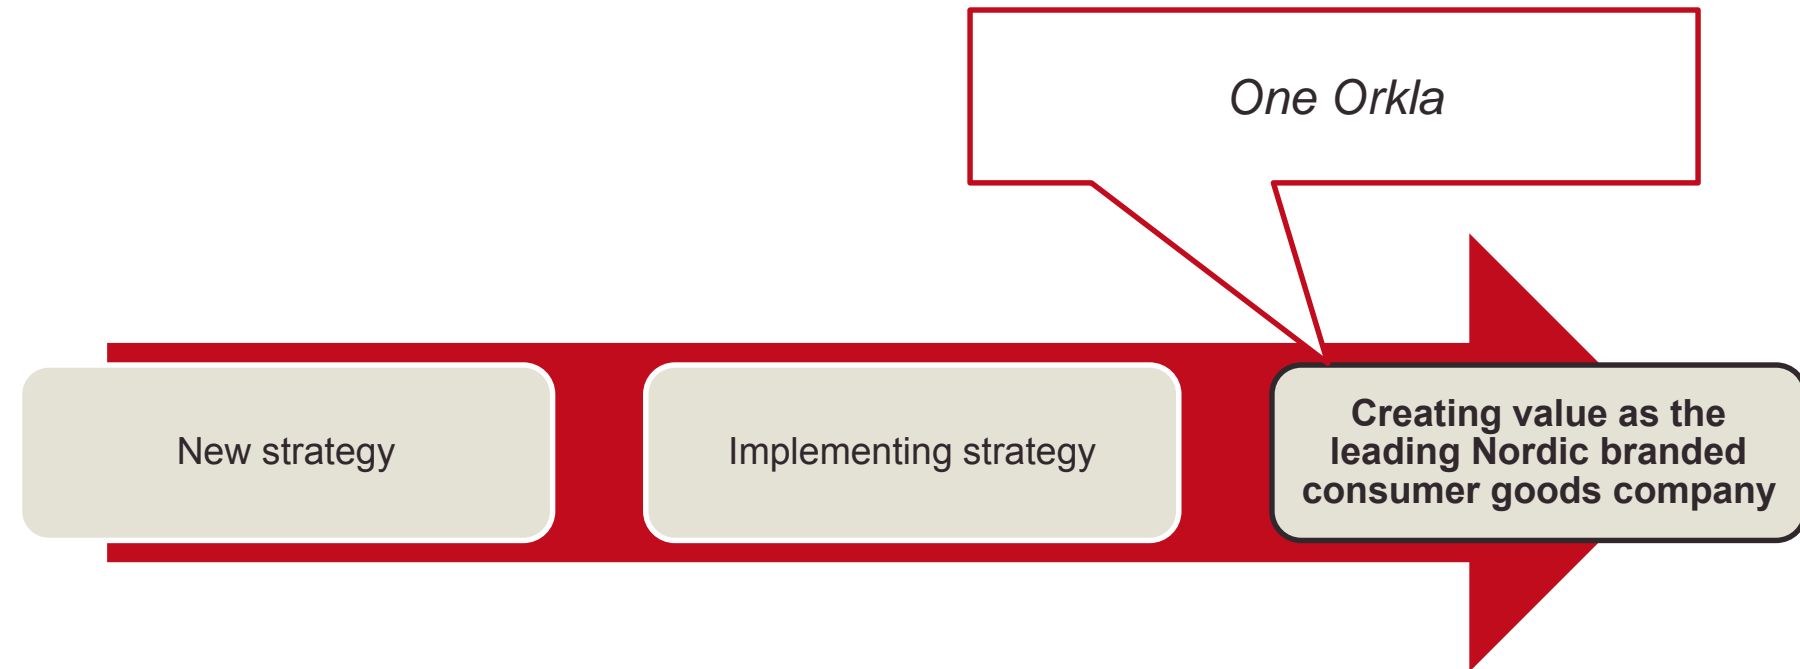 One Orkla
New strategy
Implementing strategy
Creating value as the
leading Nordic branded
consumer goods company